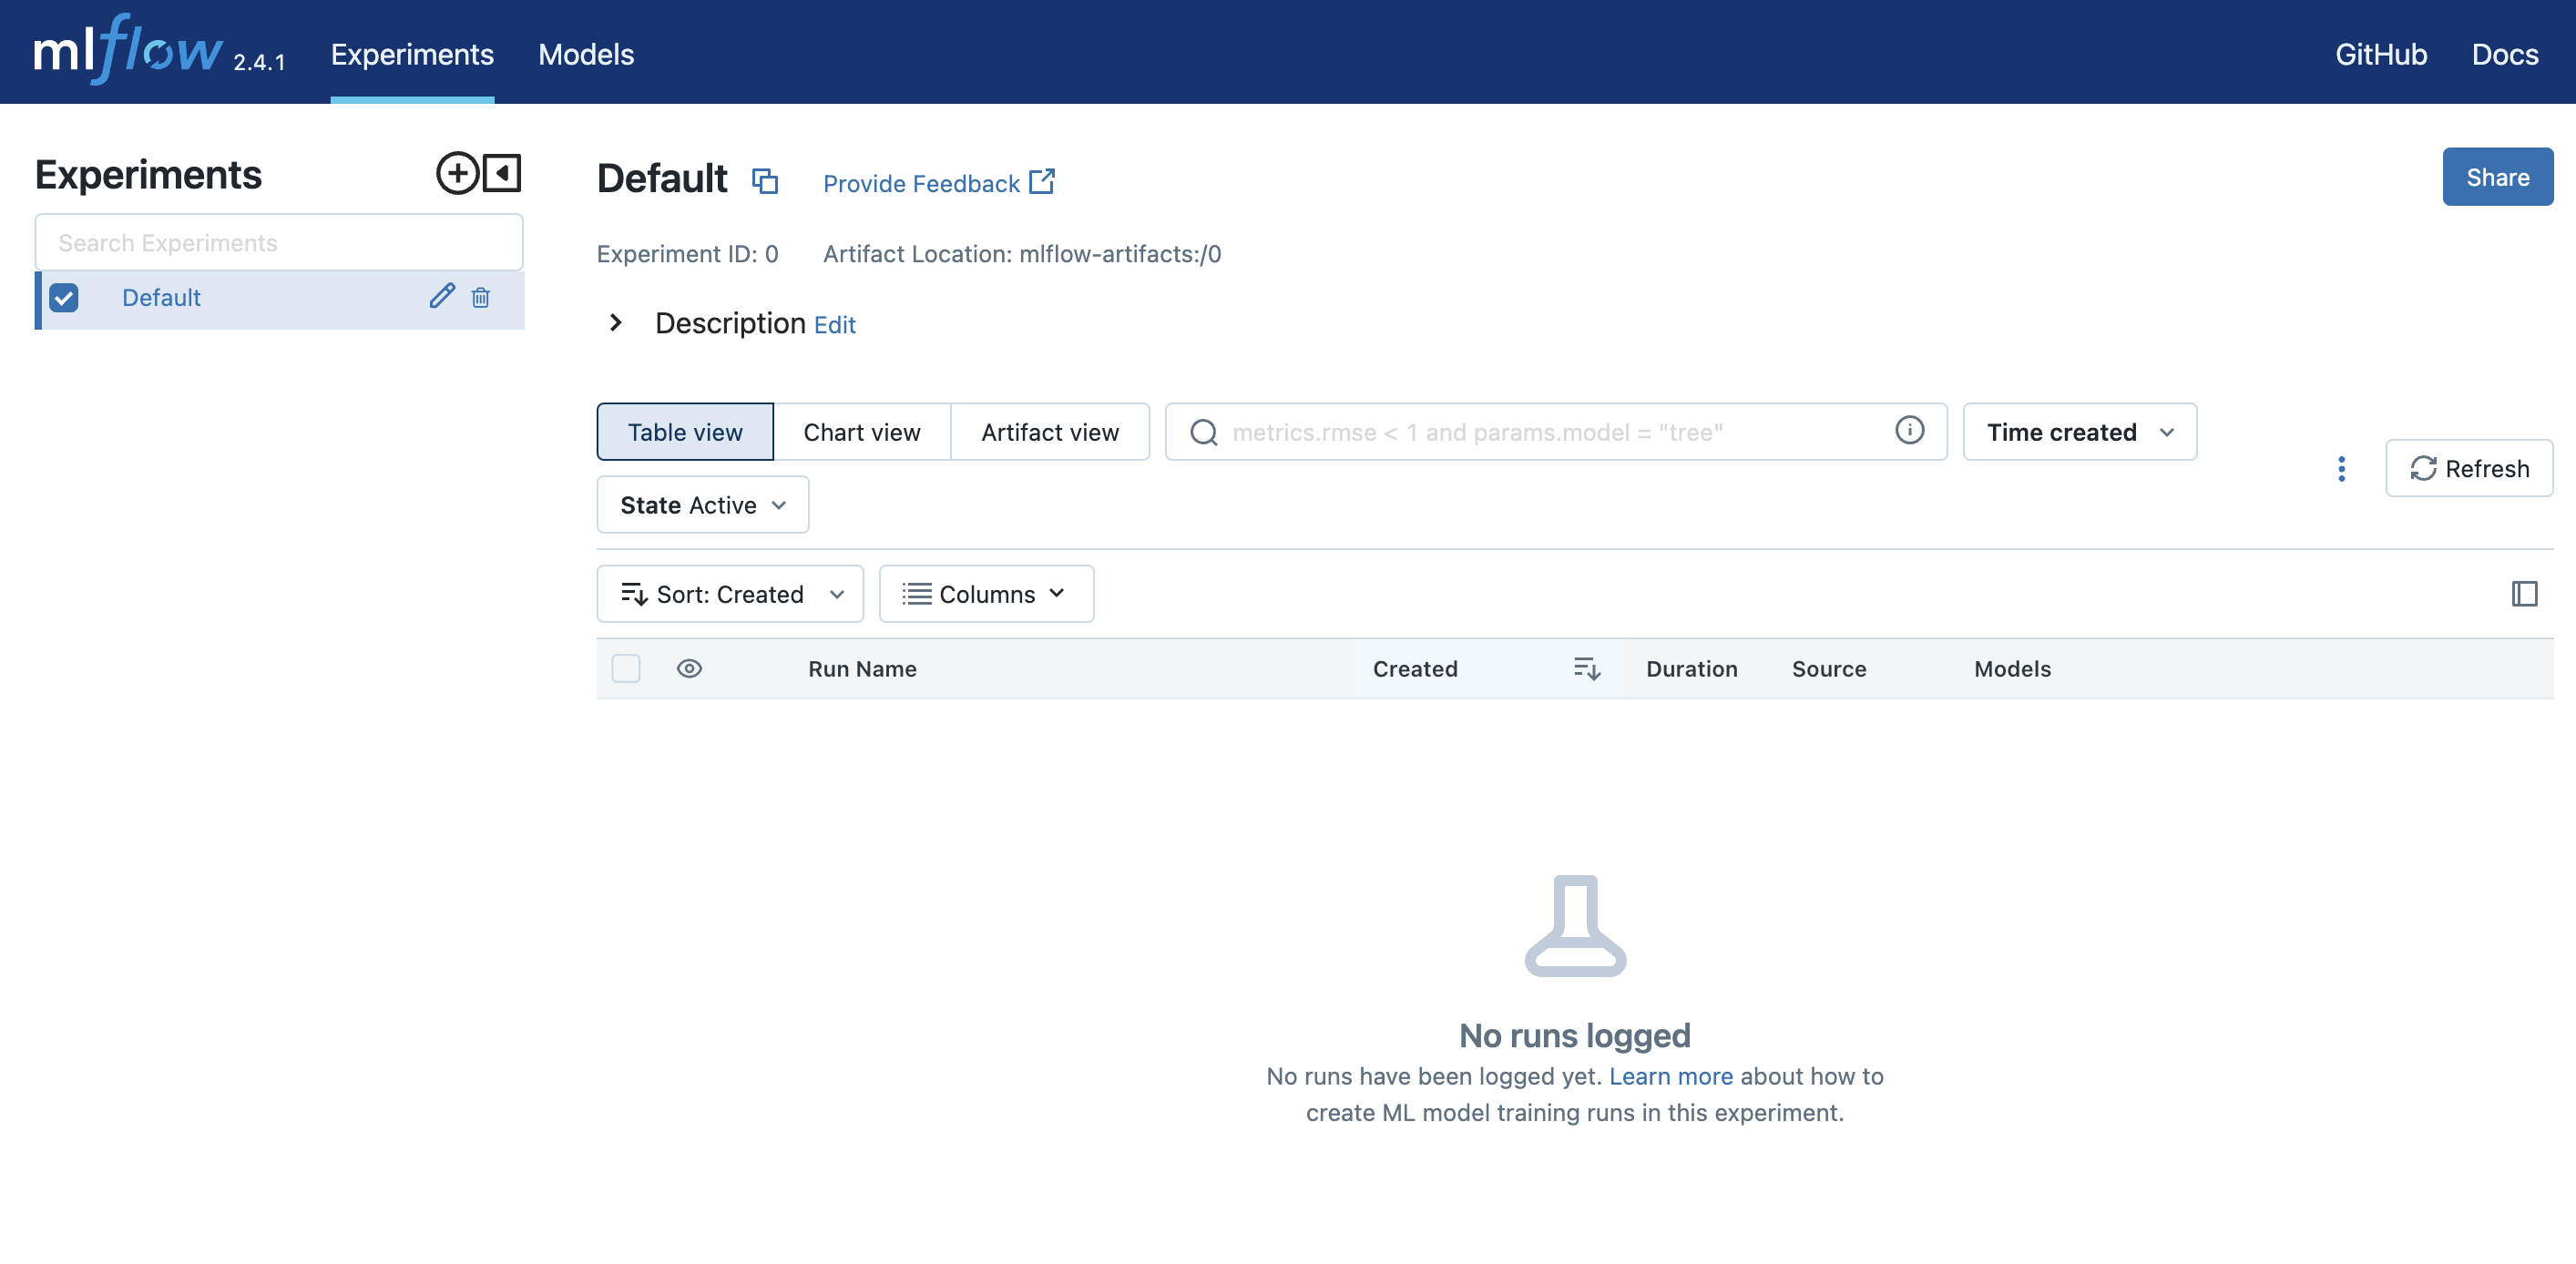 mlflow 2.4.1 Experiments Models GitHub Docs
Experiments
Search Experiments
Default
Default Provide Feedback Share
Experiment ID: 0 Artifact Location: mlflow-artifacts:/0
Description Edit
Table view Chart view Artifact view metrics.rmse < 1 and params.model = "tree" Time created
Refresh
State Active
Sort: Created Columns
Run Name Created Duration Source Models
No runs logged
No runs have been logged yet. Learn more about how to
create ML model training runs in this experiment.